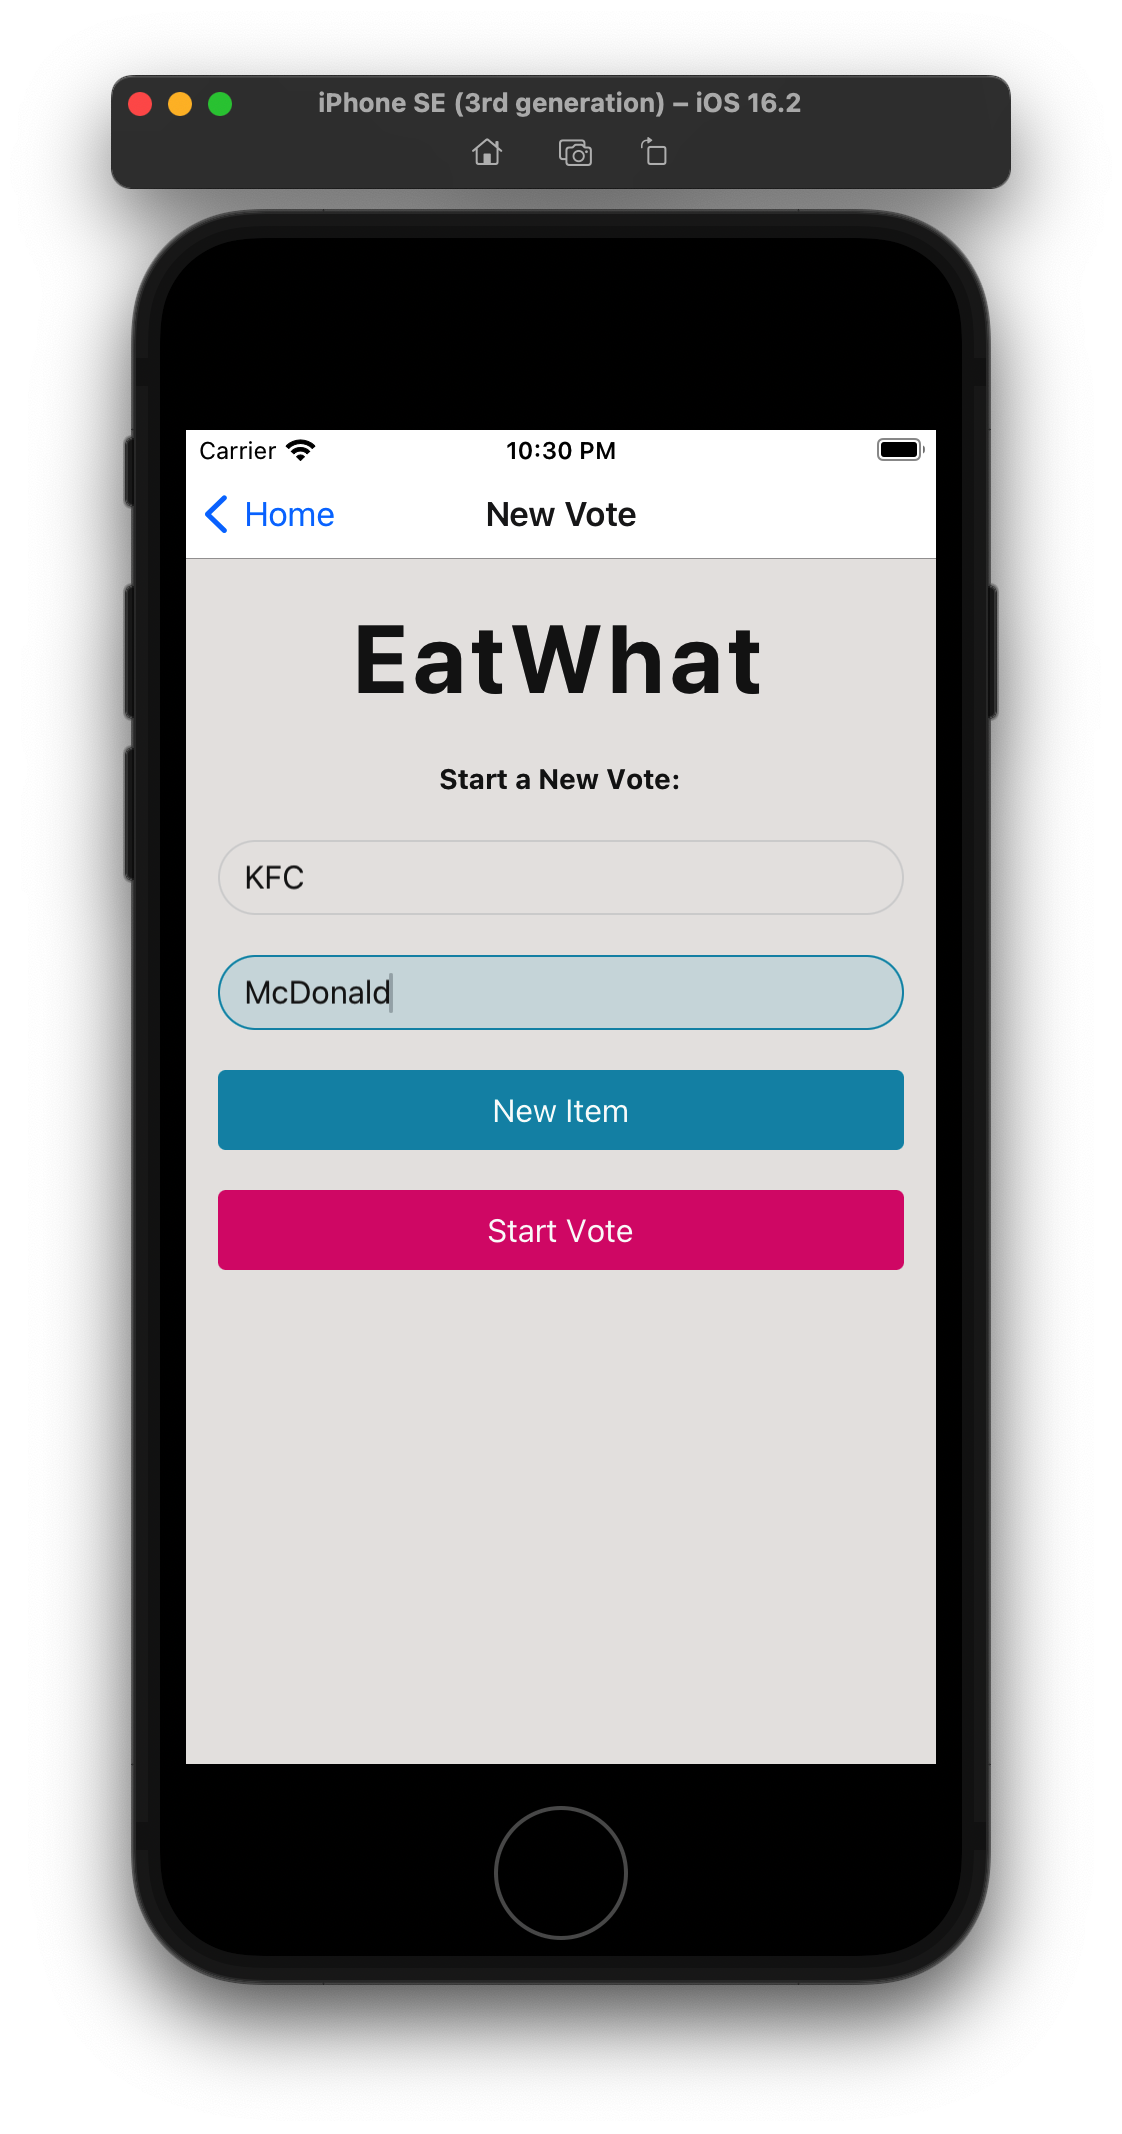 iPhone SE (3rd generation) – iOS 16.2
Carrier 10:30 PM
Home New Vote
EatWhat
Start a New Vote:
KFC
McDonald
New Item
Start Vote